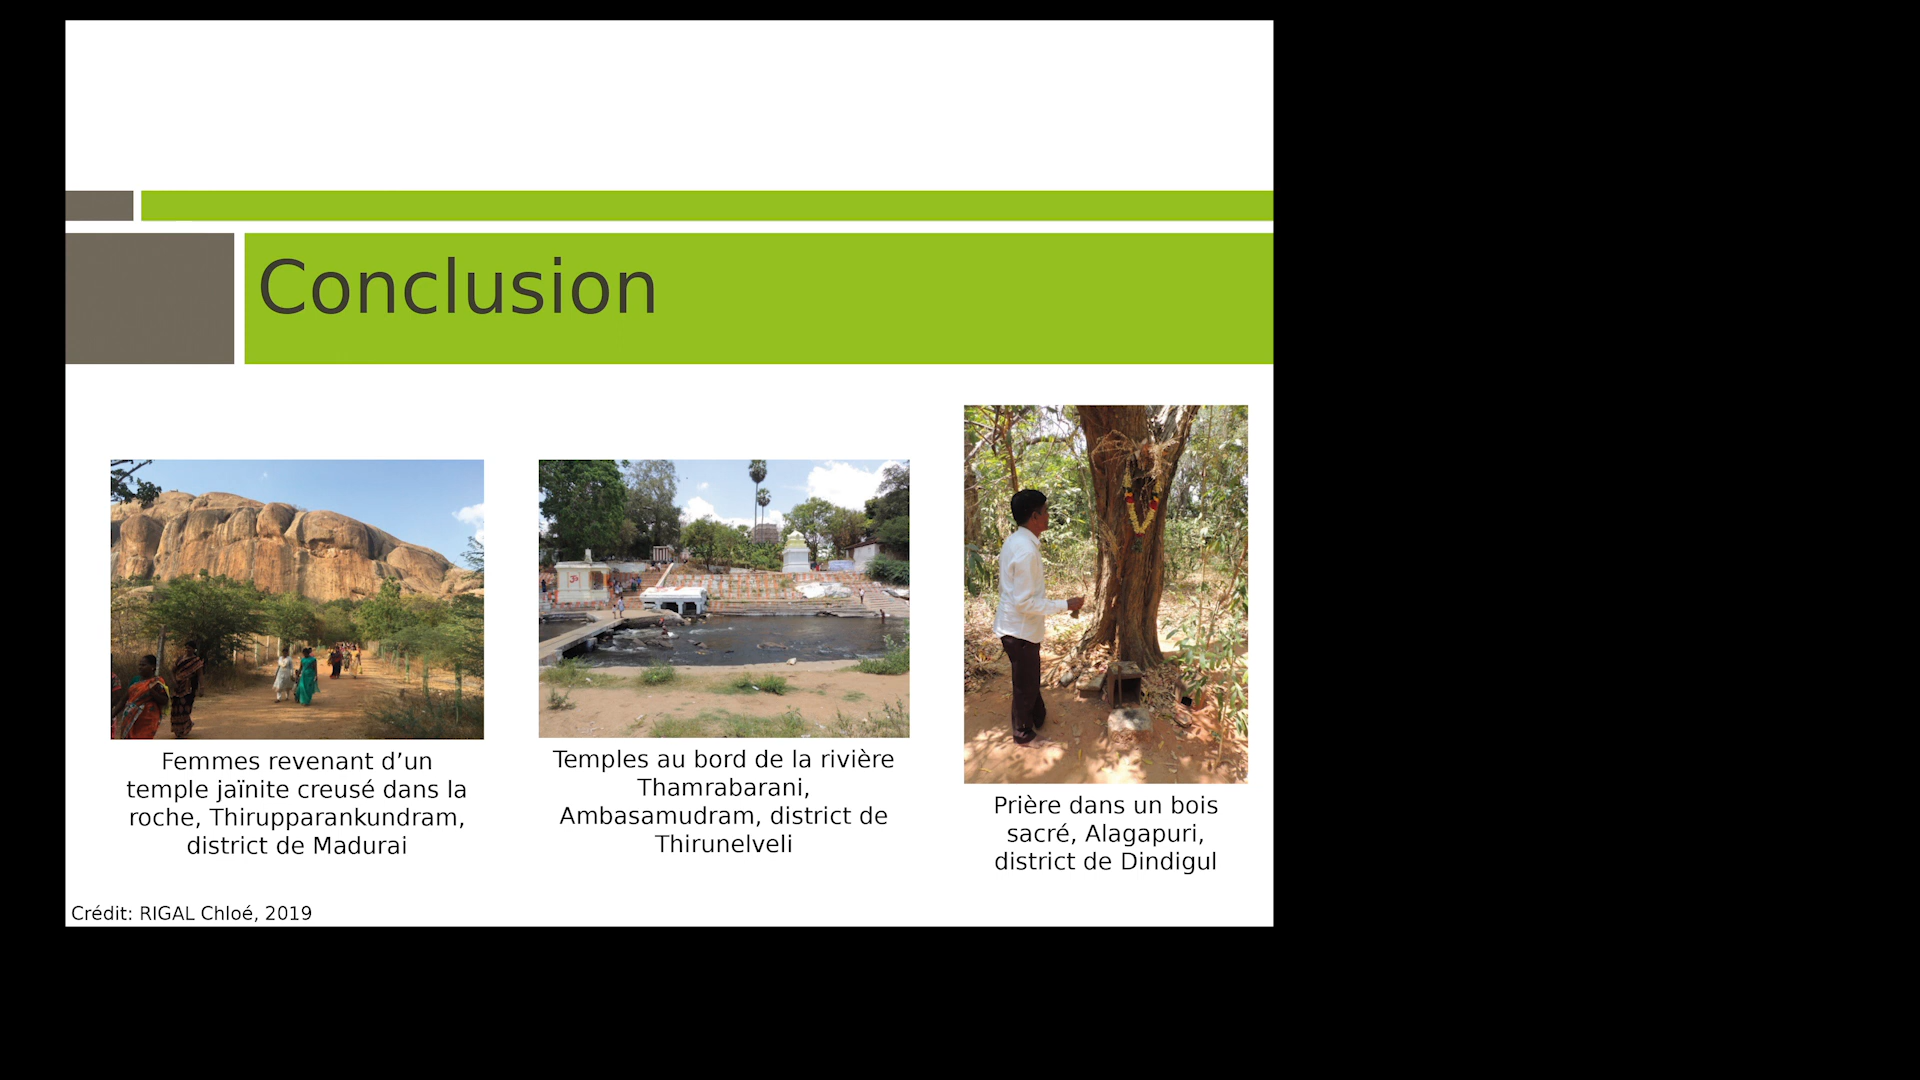 Conclusion
Femmes revenant d’un
temple jaïnite creusé dans la
roche, Thirupparankundram,
district de Madurai
Temples au bord de la rivière
Thamrabarani,
Ambasamudram, district de
Thirunelveli
Prière dans un bois
sacré, Alagapuri,
district de Dindigul
Crédit: RIGAL Chloé, 2019